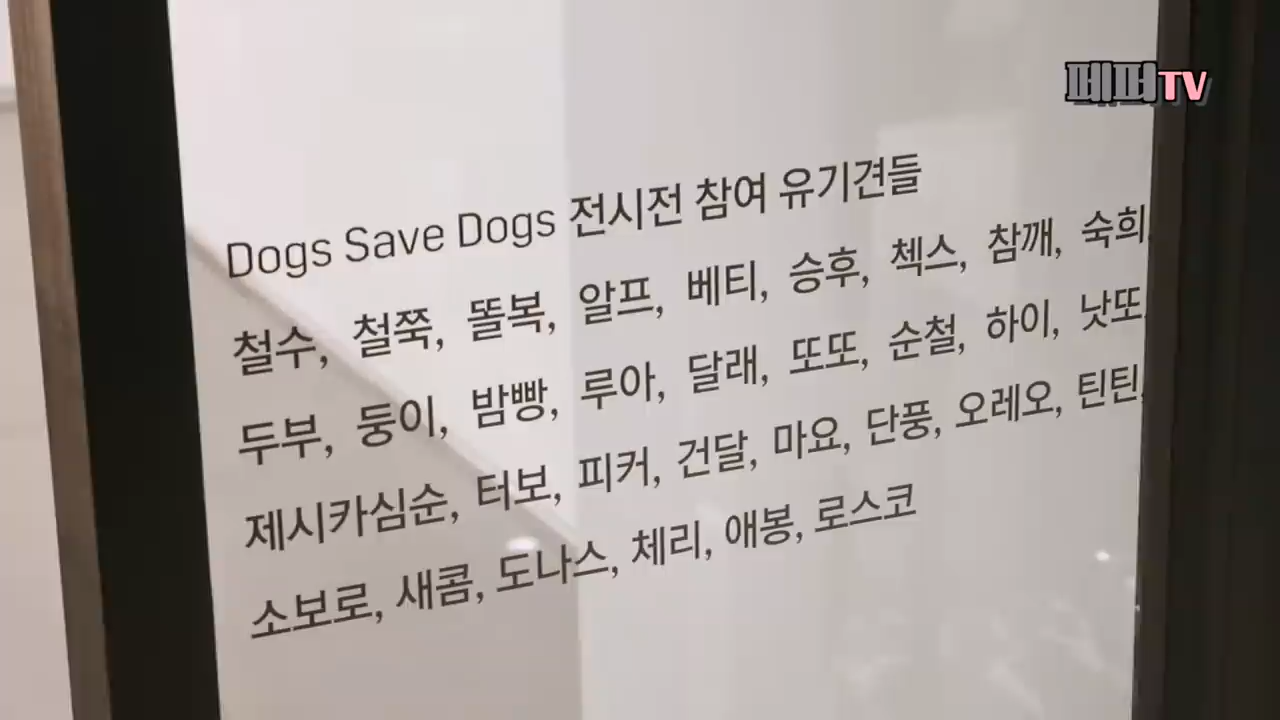 페퍼TV
Dogs Save Dogs 전시전 참여 유기견들
철수, 철쭉, 똘복, 알프, 베티, 승후, 첵스, 참깨, 숙희,
두부, 둥이, 밤빵, 루아, 달래, 또또, 순철, 하이, 낫또,
제시카심순, 터보, 피커, 건달, 마요, 단풍, 오레오, 틴틴,
소보로, 새콤, 도나스, 체리, 애봉, 로스코